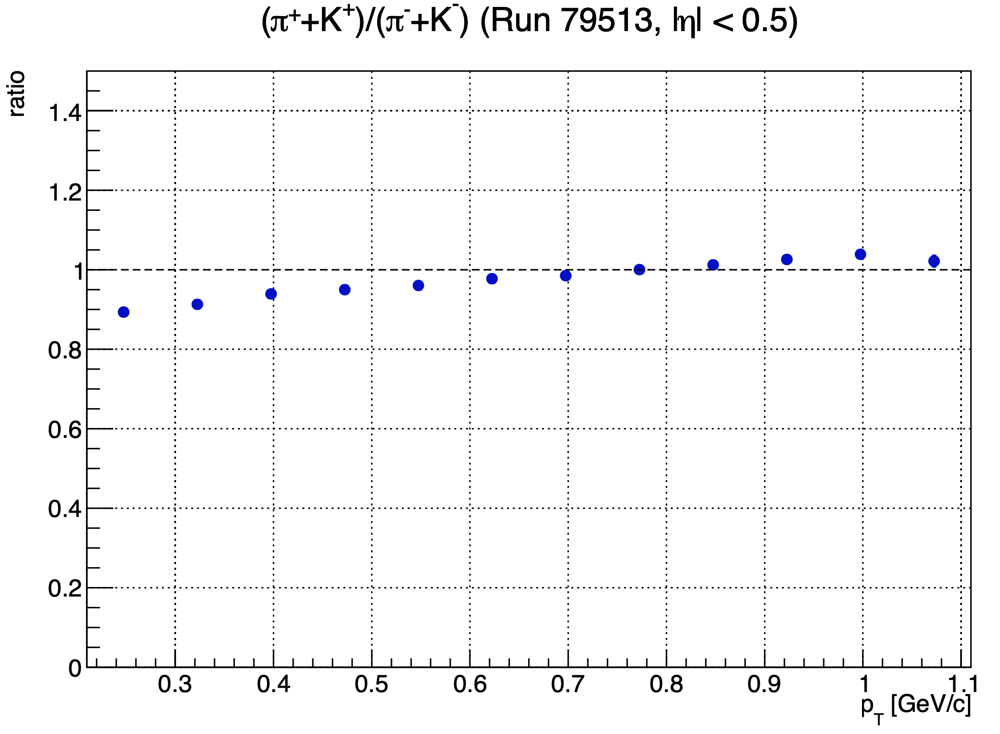 (π⁺+K⁺)/(π⁻+K⁻) (Run 79513, |η| < 0.5)
ratio
1.4
1.2
1
0.8
0.6
0.4
0.2
0
0.3 0.4 0.5 0.6 0.7 0.8 0.9 1 1.1
p_T [GeV/c]